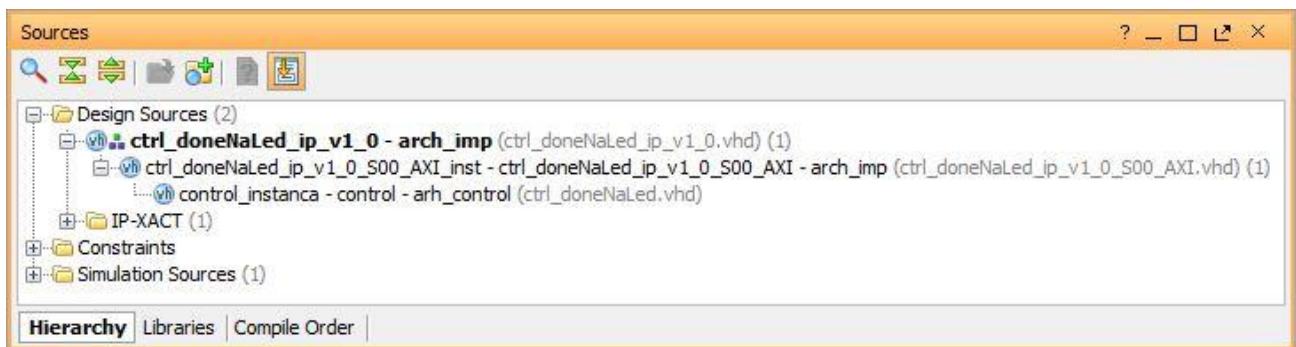 Sources
Design Sources (2)
ctrl_doneNaLed_ip_v1_0 - arch_imp (ctrl_doneNaLed_ip_v1_0.vhd) (1)
ctrl_doneNaLed_ip_v1_0_S00_AXI_inst - ctrl_doneNaLed_ip_v1_0_S00_AXI - arch_imp (ctrl_doneNaLed_ip_v1_0_S00_AXI.vhd) (1)
control_instanca - control - arh_control (ctrl_doneNaLed.vhd)
IP-XACT (1)
Constraints
Simulation Sources (1)
Hierarchy Libraries Compile Order